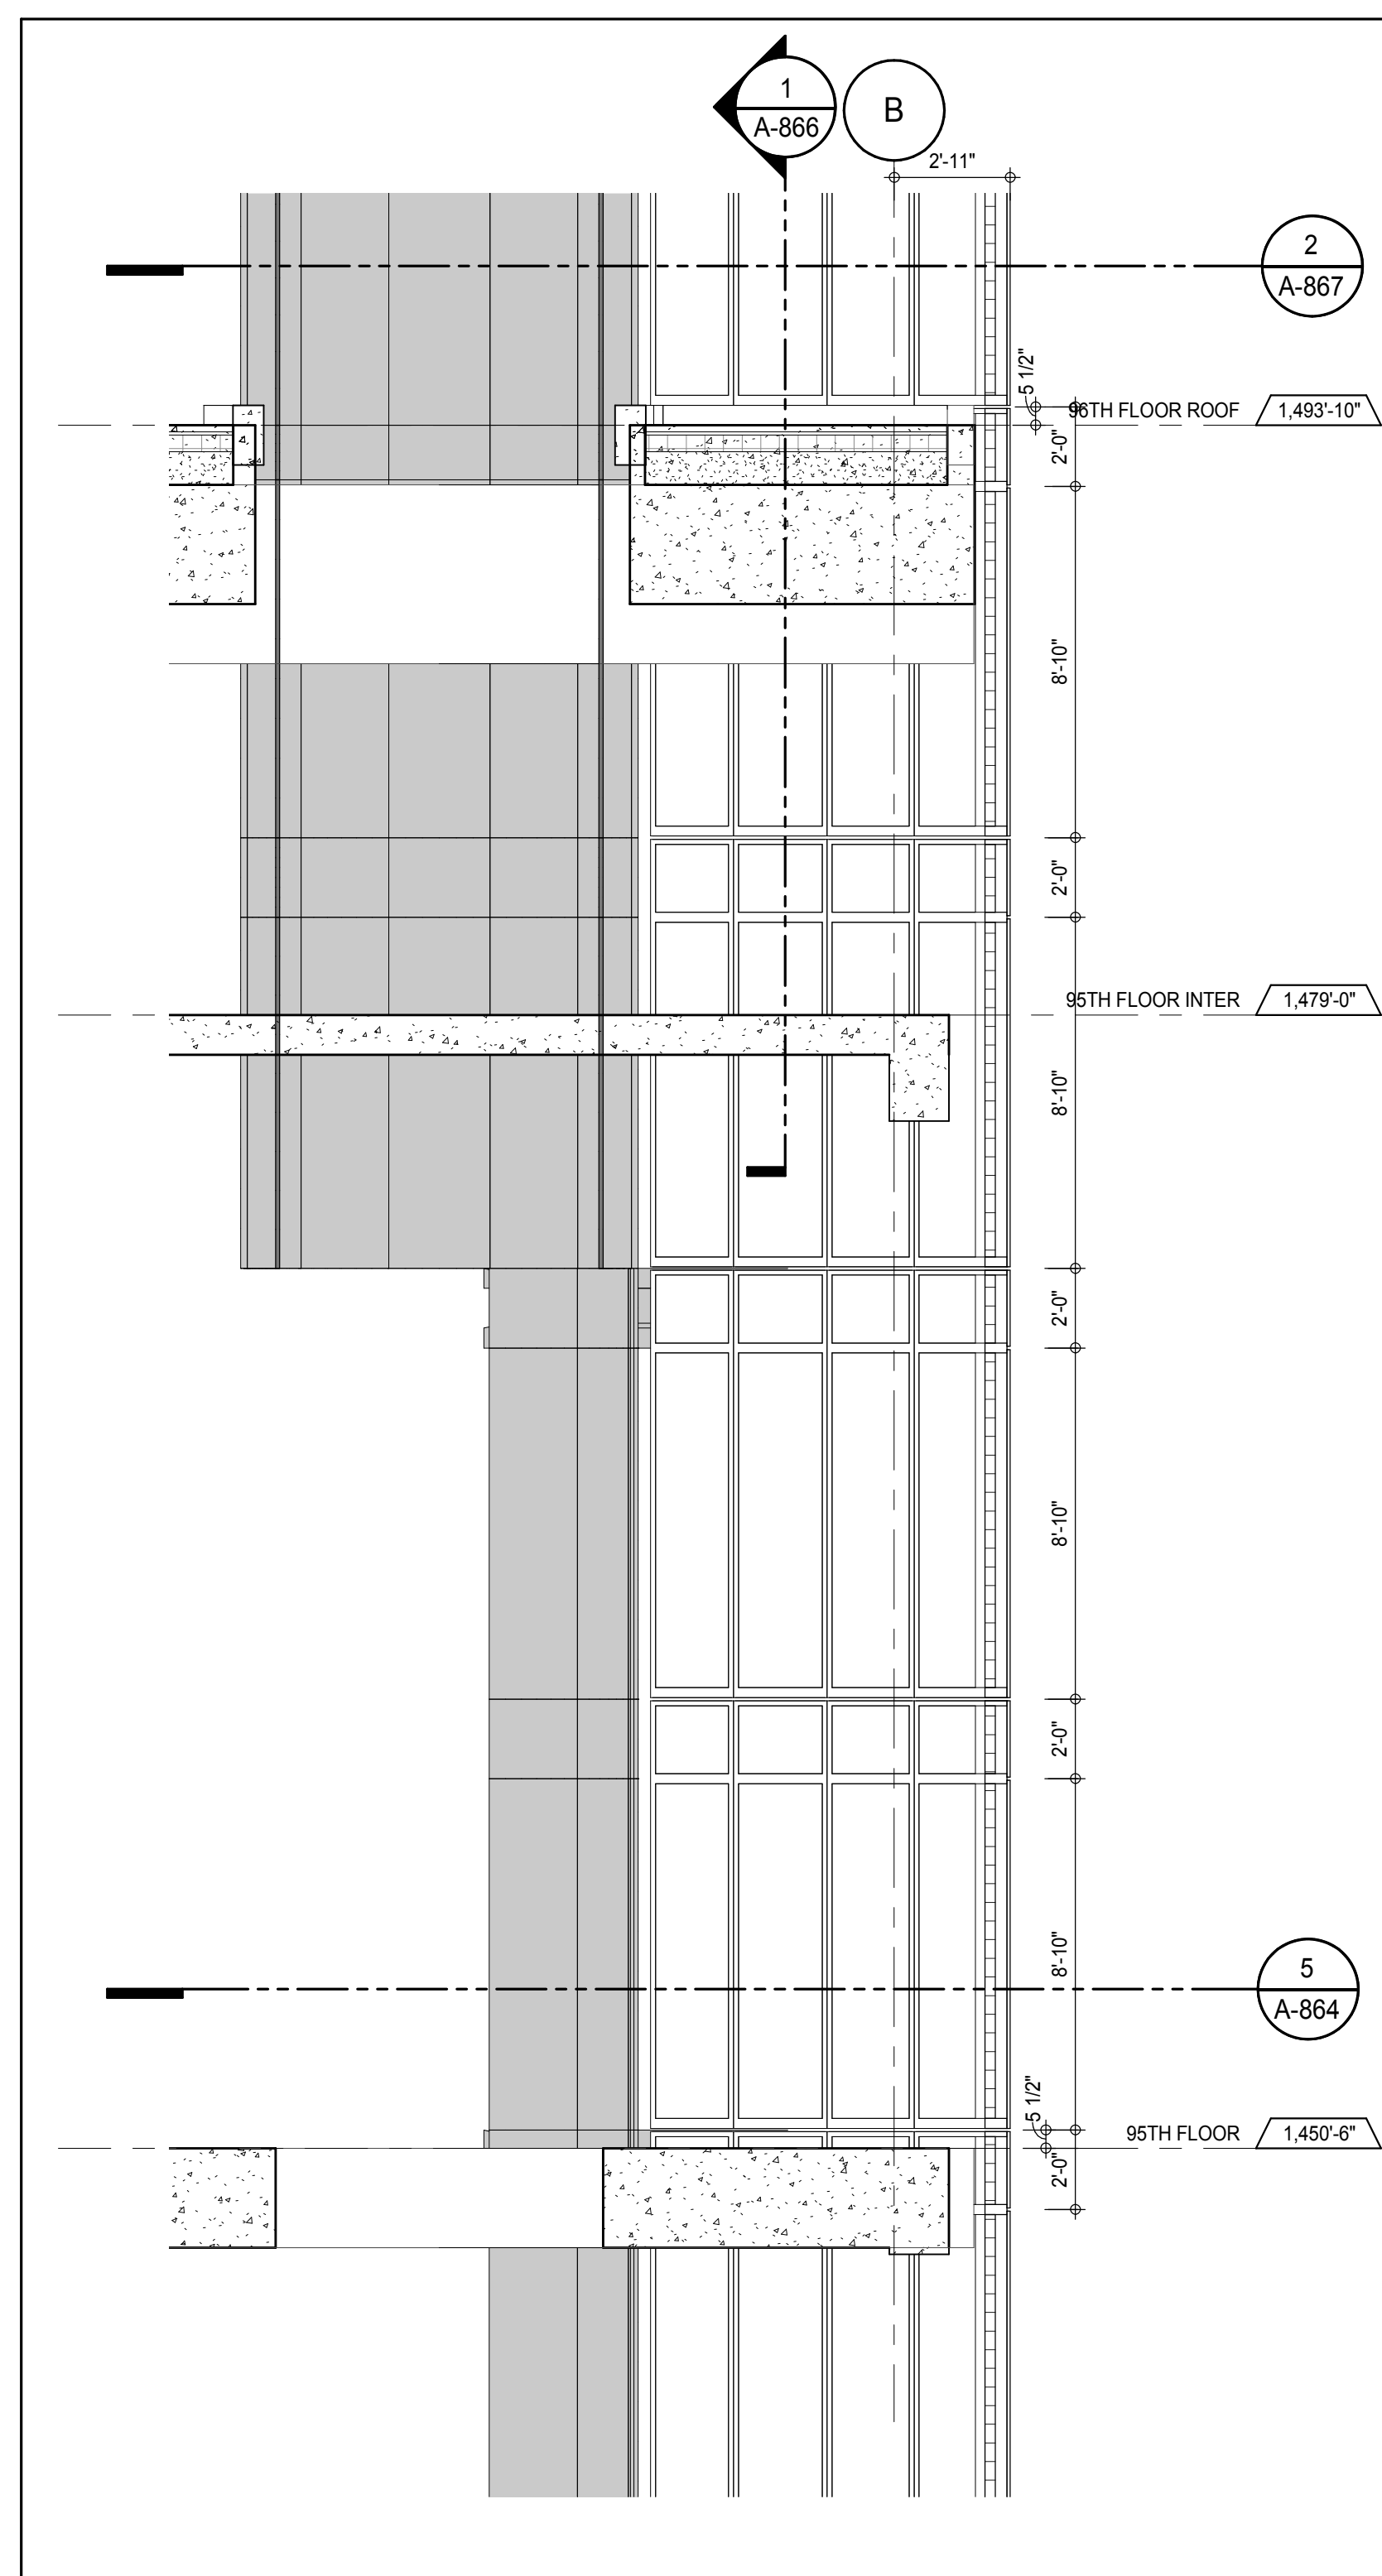 1
A-866
B
2'-11"
2
A-867
5 1/2"
96TH FLOOR ROOF
1,493'-10"
2'-0"
8'-10"
2'-0"
95TH FLOOR INTER
1,479'-0"
8'-10"
2'-0"
8'-10"
2'-0"
8'-10"
5
A-864
5 1/2"
95TH FLOOR
1,450'-6"
2'-0"